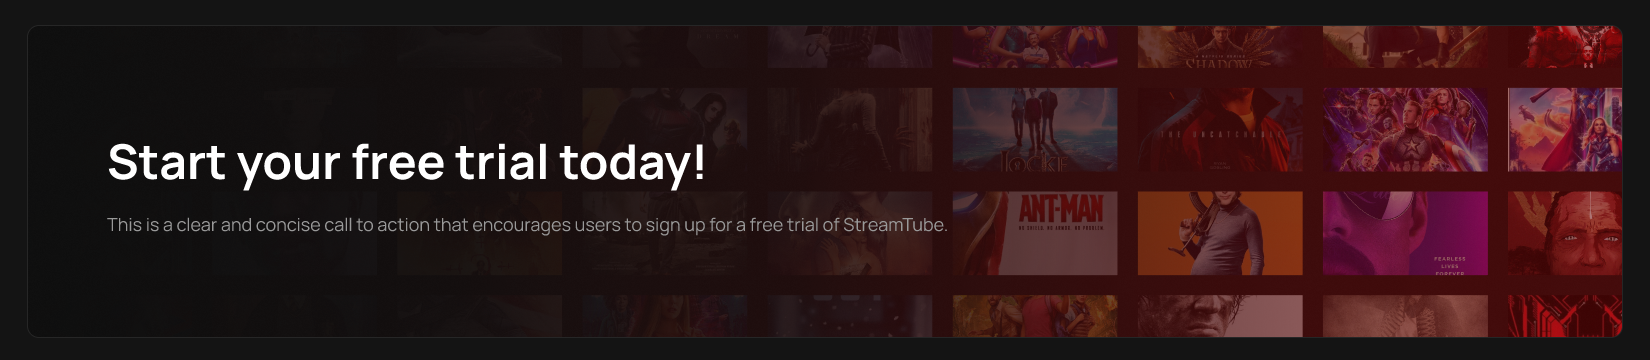 SHADOW
THE UNCATCHABLE
Start your free trial today!
This is a clear and concise call to action that encourages users to sign up for a free trial of StreamTube.
ANT-MAN
FEARLESS
LIVES
FOREVER